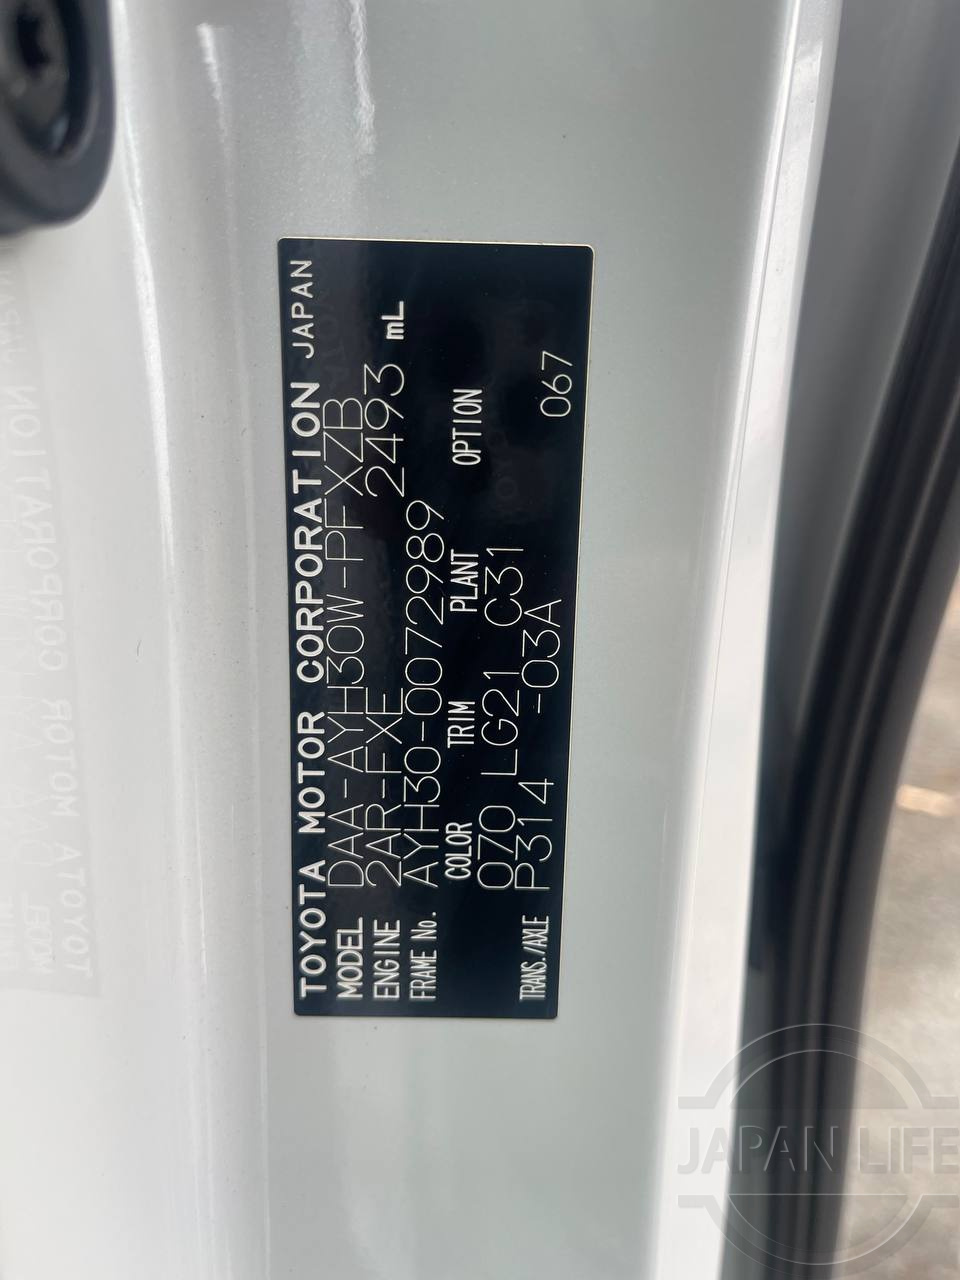 TOYOTA MOTOR CORPORATION JAPAN
MODEL DAA-AYH30W-PFXZB
ENGINE 2AR-FXE 2493 mL
FRAME No. AYH30-0072989
COLOR TRIM PLANT OPTION
070 LG21 C31
TRANS./AXLE P314 -03A 067
JAPAN LIFE